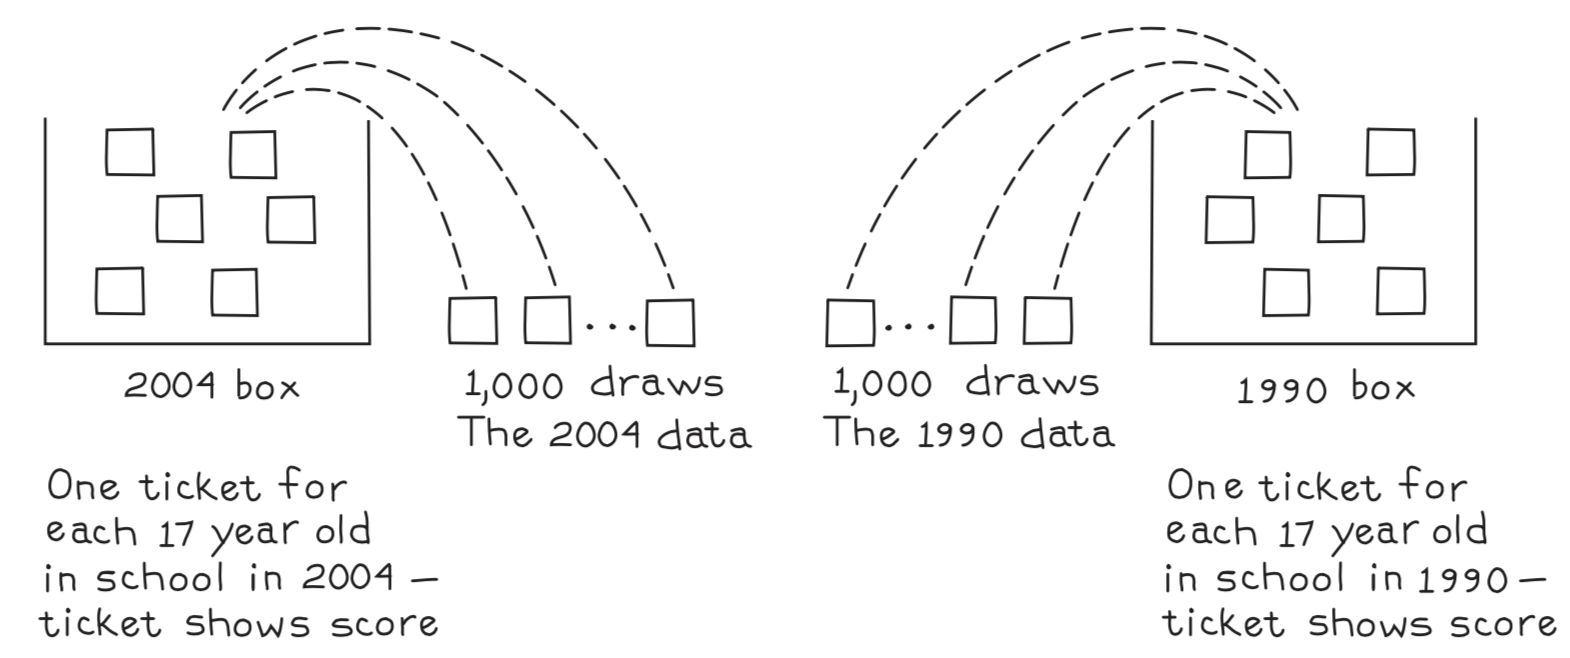 2004 box
1,000 draws
The 2004 data
1,000 draws
The 1990 data
1990 box
One ticket for
each 17 year old
in school in 2004 —
ticket shows score
One ticket for
each 17 year old
in school in 1990 —
ticket shows score